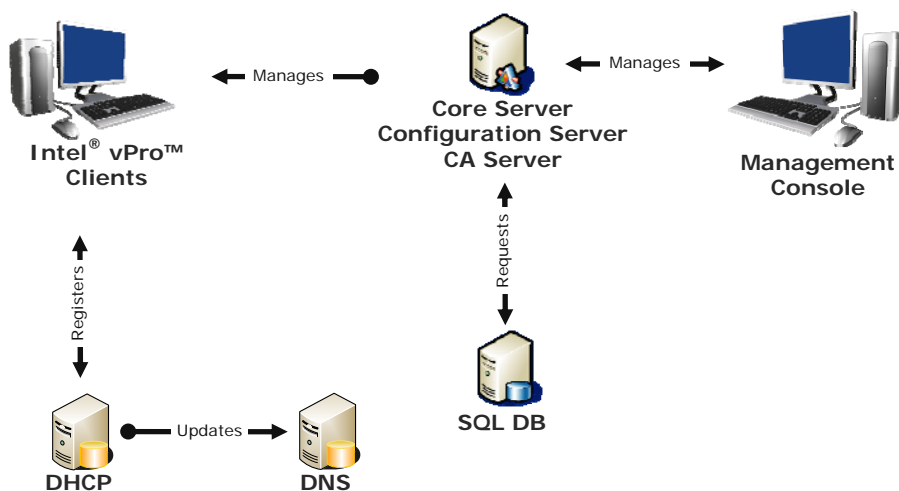 Manages
Manages
Core Server
Configuration Server
CA Server
Intel® vPro™
Clients
Management
Console
Registers
Requests
SQL DB
Updates
DHCP
DNS